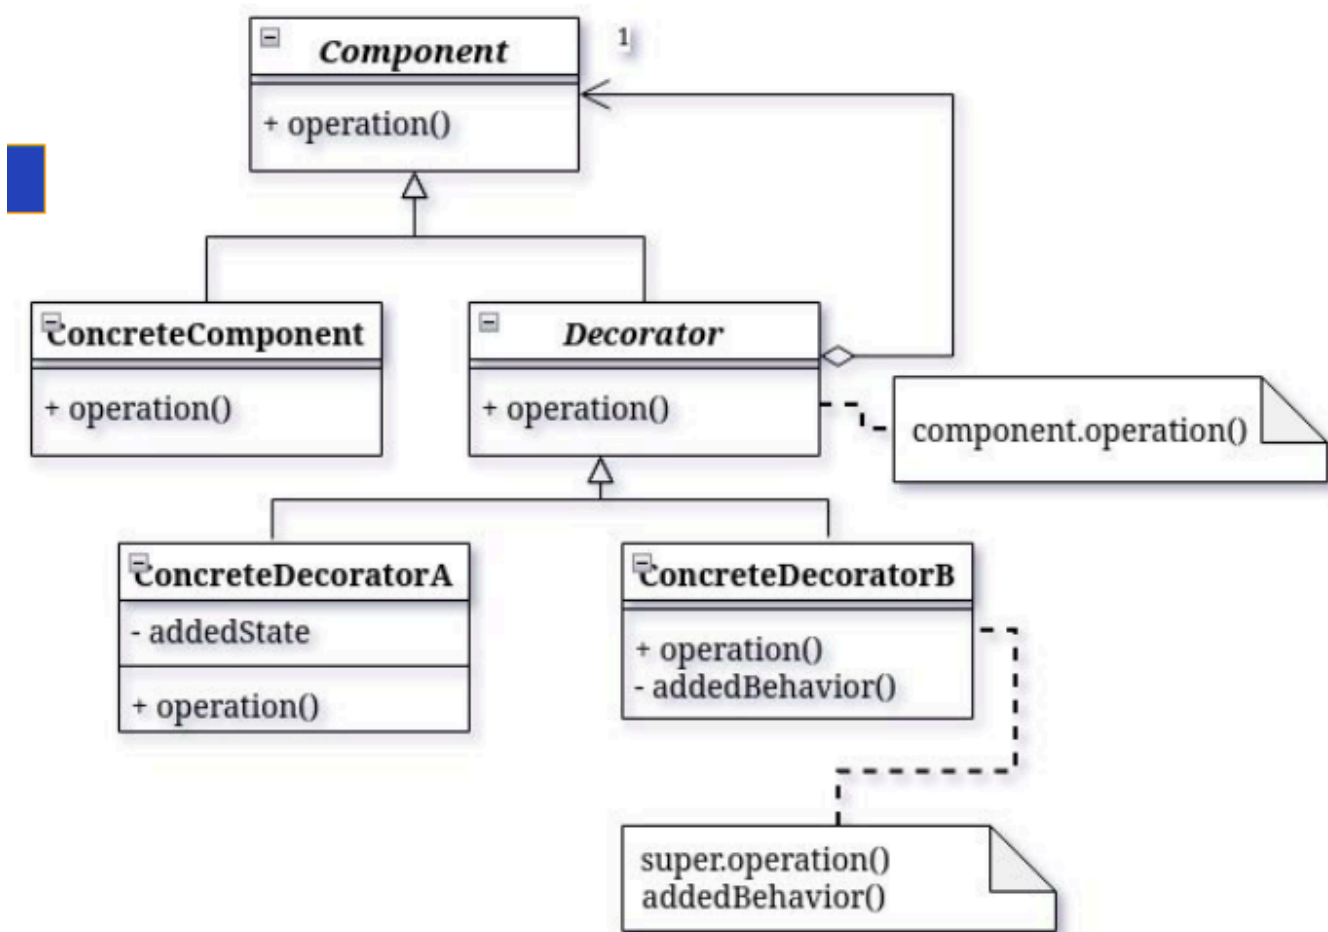 Component
1
+ operation()
ConcreteComponent
+ operation()
Decorator
+ operation()
component.operation()
ConcreteDecoratorA
- addedState
+ operation()
ConcreteDecoratorB
+ operation()
- addedBehavior()
super.operation()
addedBehavior()